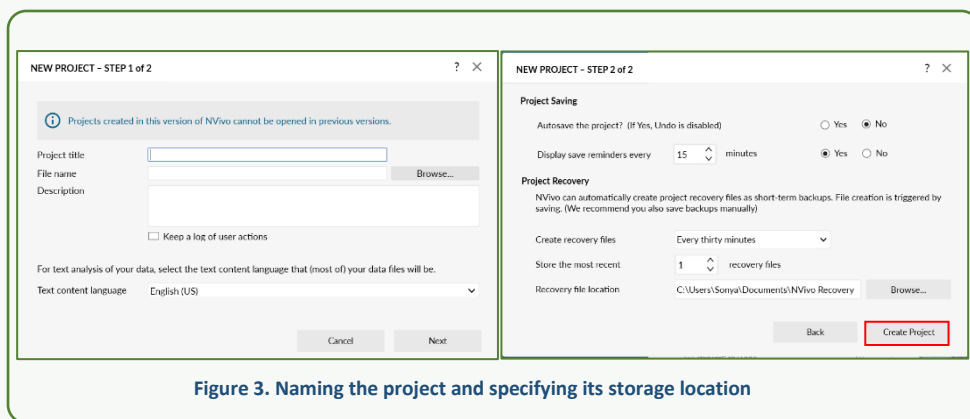 NEW PROJECT – STEP 1 of 2
Projects created in this version of NVivo cannot be opened in previous versions.
Project title
File name
Browse...
Description
Keep a log of user actions
For text analysis of your data, select the text content language that (most of) your data files will be.
Text content language
English (US)
Cancel
Next
NEW PROJECT – STEP 2 of 2
Project Saving
Autosave the project? (If Yes, Undo is disabled)
Yes
No
Display save reminders every
15
minutes
Yes
No
Project Recovery
NVivo can automatically create project recovery files as short-term backups. File creation is triggered by
saving. (We recommend you also save backups manually)
Create recovery files
Every thirty minutes
Store the most recent
1
recovery files
Recovery file location
C:\Users\Sonya\Documents\NVivo Recovery
Browse...
Back
Create Project
Figure 3. Naming the project and specifying its storage location